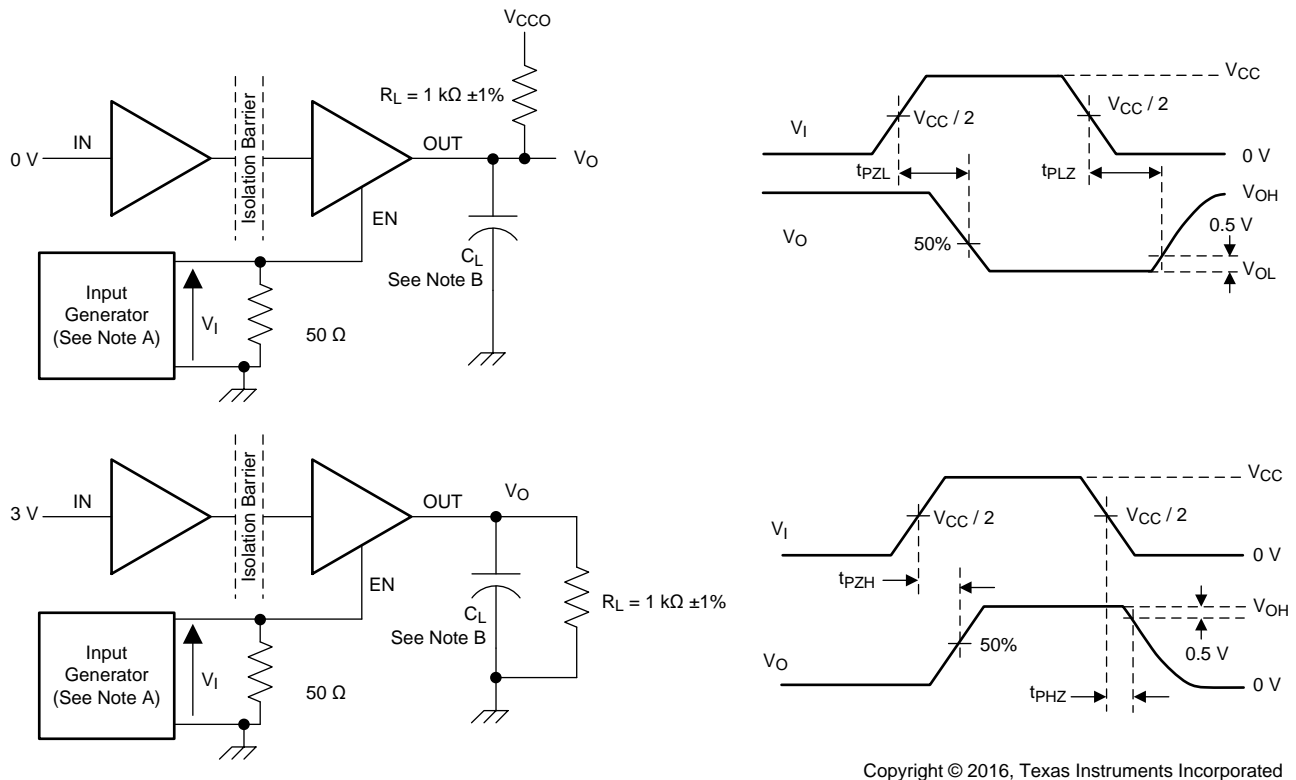 VCCO
RL = 1 kΩ ±1%
Isolation Barrier
0 V
IN
OUT
VO
EN
CL
See Note B
Input
Generator
(See Note A)
VI
50 Ω
VCC
VCC / 2
VCC / 2
VI
0 V
tPZL
tPLZ
VOH
0.5 V
VO
50%
VOL
Isolation Barrier
3 V
IN
OUT
VO
EN
CL
See Note B
RL = 1 kΩ ±1%
Input
Generator
(See Note A)
VI
50 Ω
VCC
VCC / 2
VCC / 2
VI
0 V
tPZH
VOH
0.5 V
50%
VO
tPHZ
0 V
Copyright © 2016, Texas Instruments Incorporated